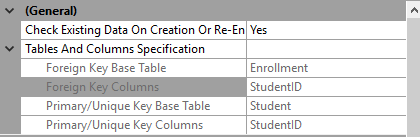 (General)
Check Existing Data On Creation Or Re-En Yes
Tables And Columns Specification
Foreign Key Base Table Enrollment
Foreign Key Columns StudentID
Primary/Unique Key Base Table Student
Primary/Unique Key Columns StudentID